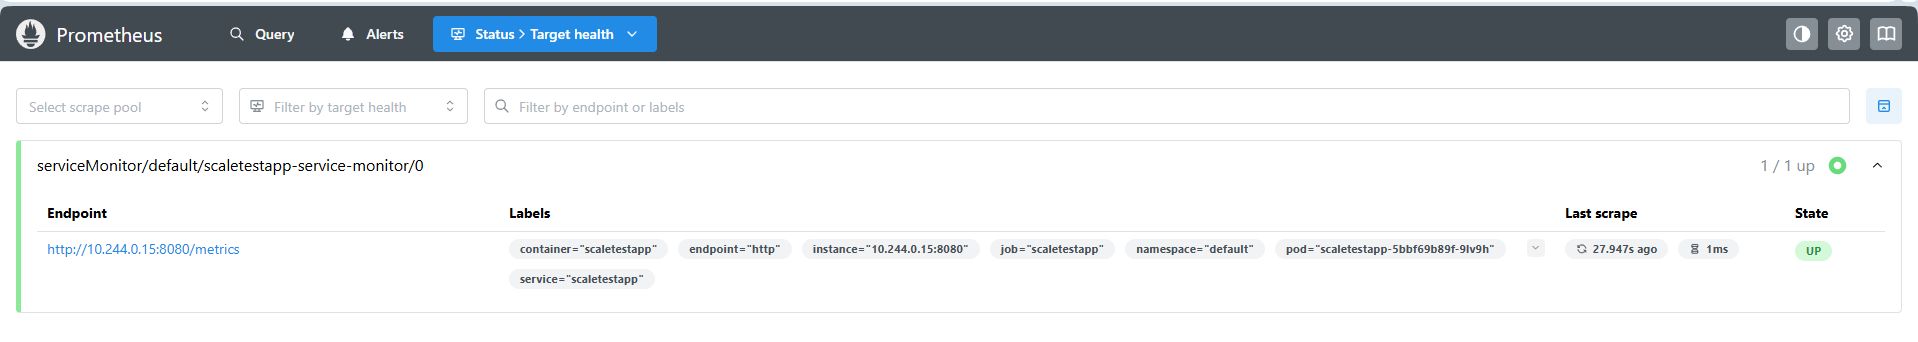 Prometheus Query Alerts Status > Target health
Select scrape pool Filter by target health Filter by endpoint or labels
serviceMonitor/default/scaletestapp-service-monitor/0 1 / 1 up
Endpoint Labels Last scrape State
http://10.244.0.15:8080/metrics container="scaletestapp" endpoint="http" instance="10.244.0.15:8080" job="scaletestapp" namespace="default" pod="scaletestapp-5bbf69b89f-9lv9h" 27.947s ago 1ms UP
service="scaletestapp"